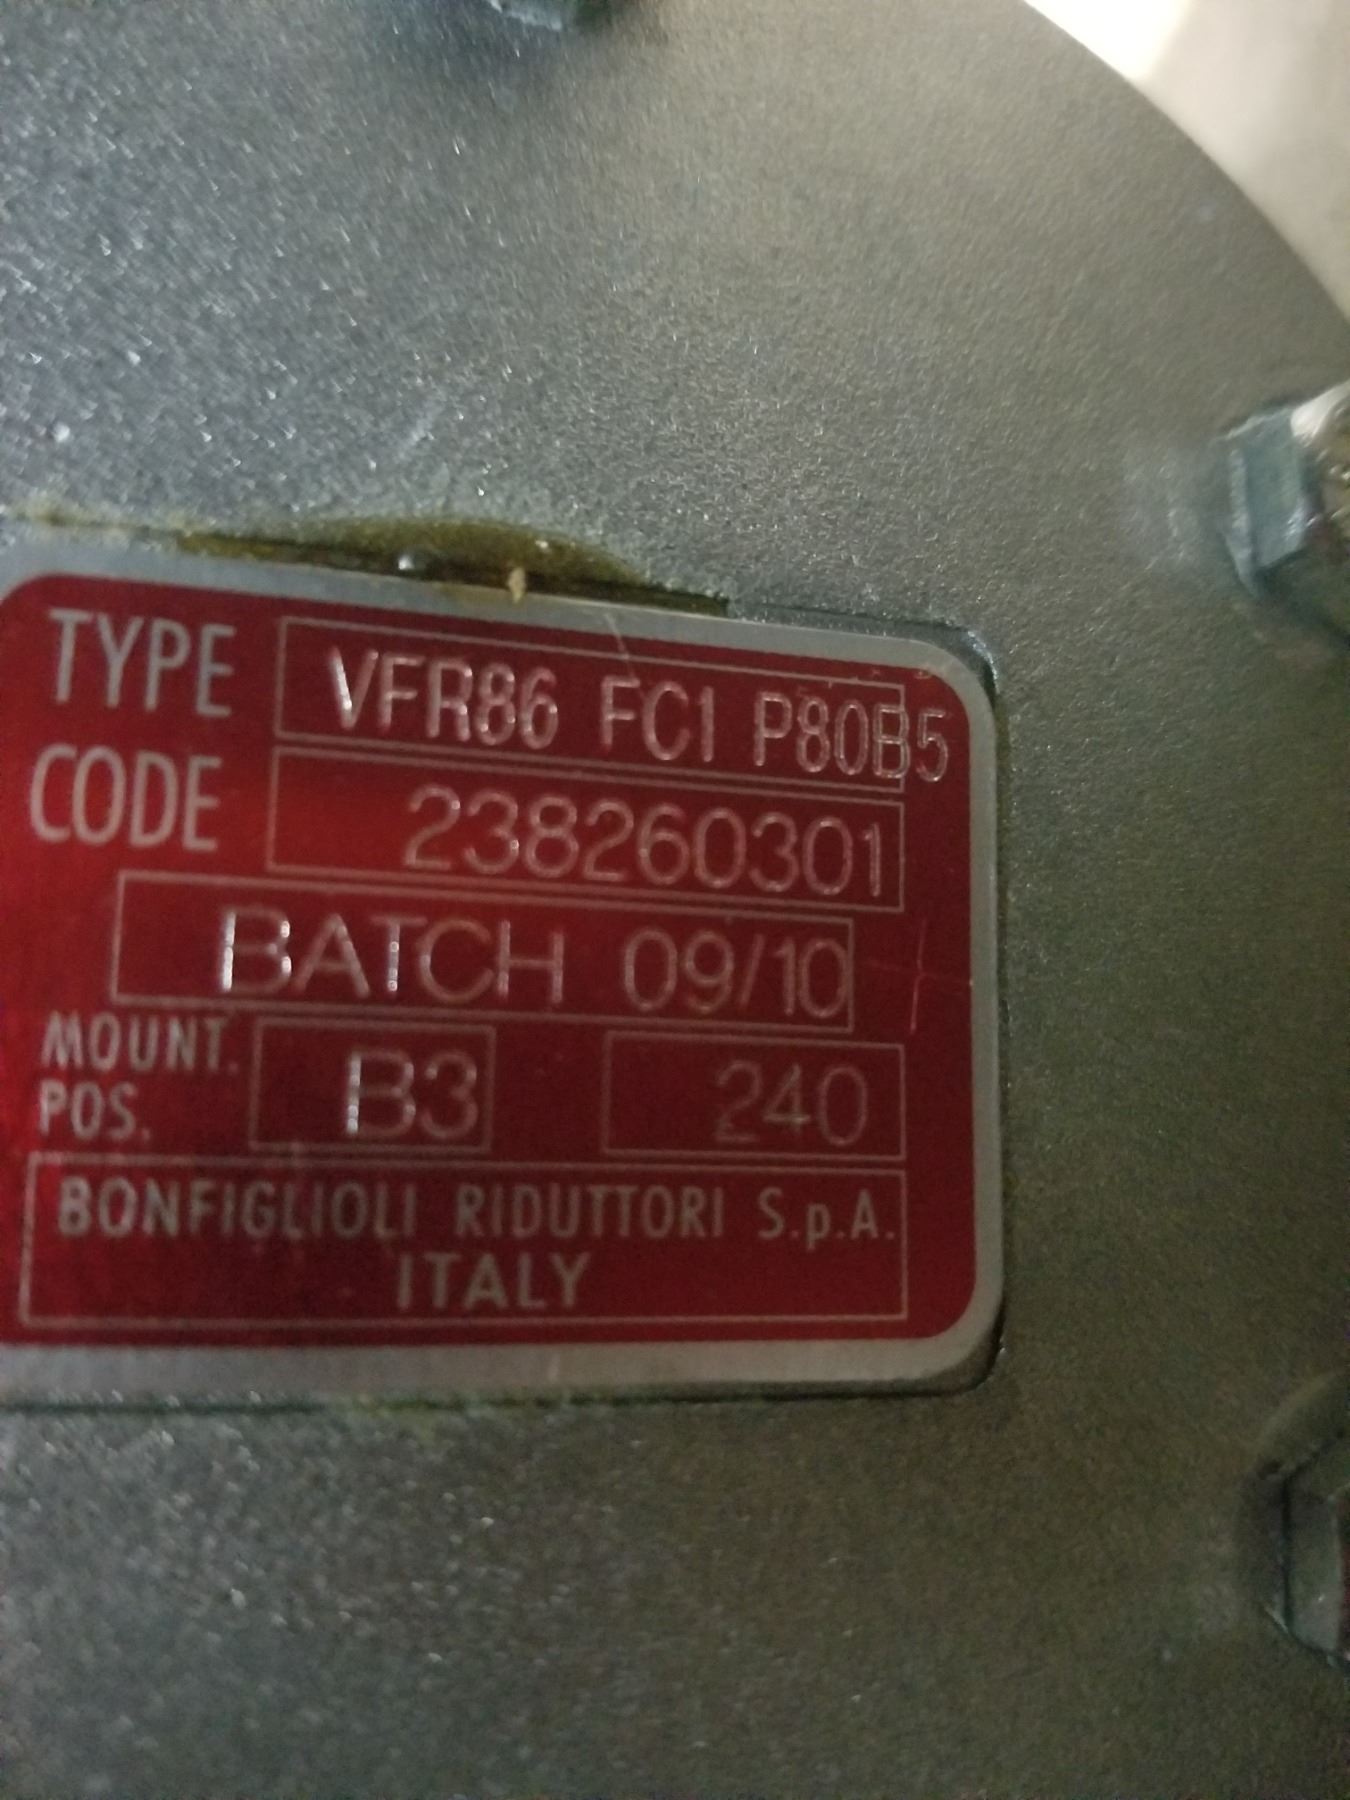 TYPE VFR86 FC1 P80B5
CODE 238260301
BATCH 09/10
MOUNT. POS. B3 240
BONFIGLIOLI RIDUTTORI S.p.A.
ITALY